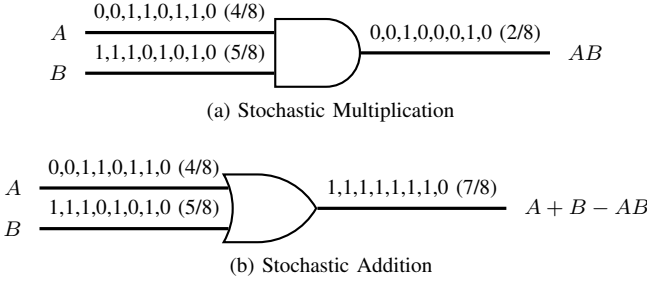 0,0,1,1,0,1,1,0 (4/8)
A
0,0,1,0,0,0,1,0 (2/8)
1,1,1,0,1,0,1,0 (5/8)
AB
B
(a) Stochastic Multiplication
0,0,1,1,0,1,1,0 (4/8)
A
1,1,1,1,1,1,1,0 (7/8)
1,1,1,0,1,0,1,0 (5/8)
A + B − AB
B
(b) Stochastic Addition